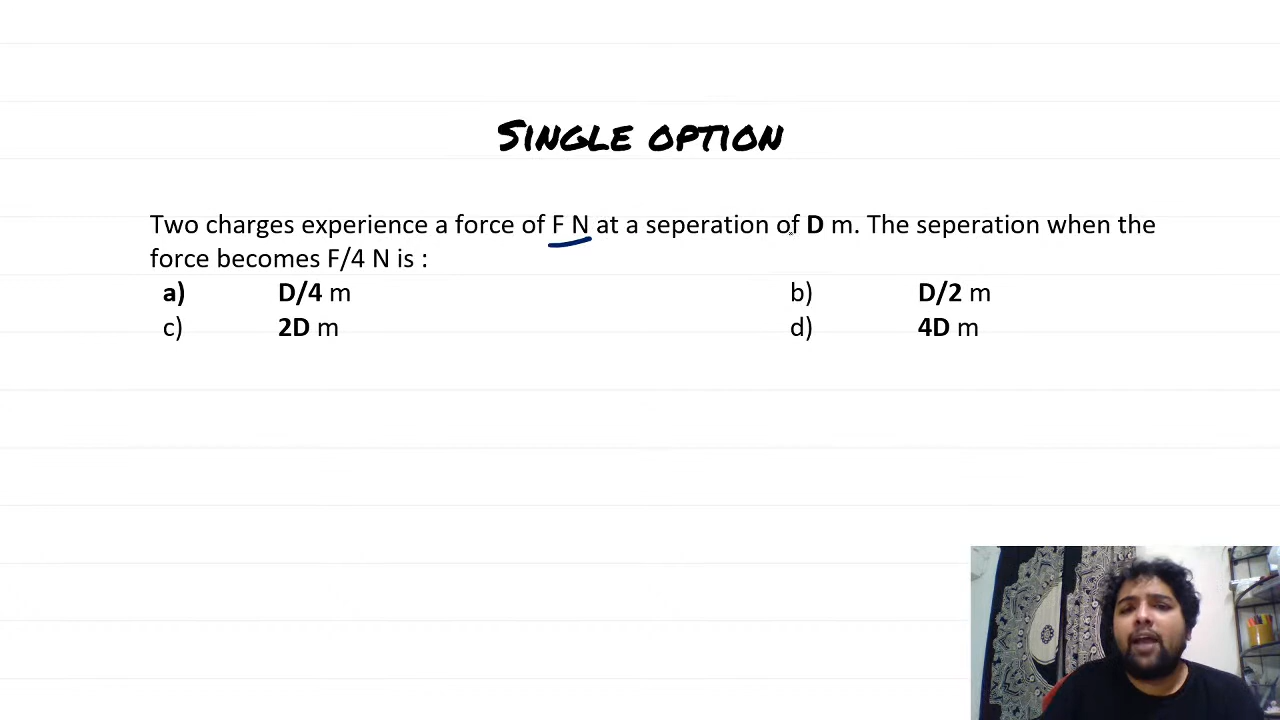 SINGLE OPTION
Two charges experience a force of F N at a seperation of D m. The seperation when the
force becomes F/4 N is :
a) D/4 m b) D/2 m
c) 2D m d) 4D m